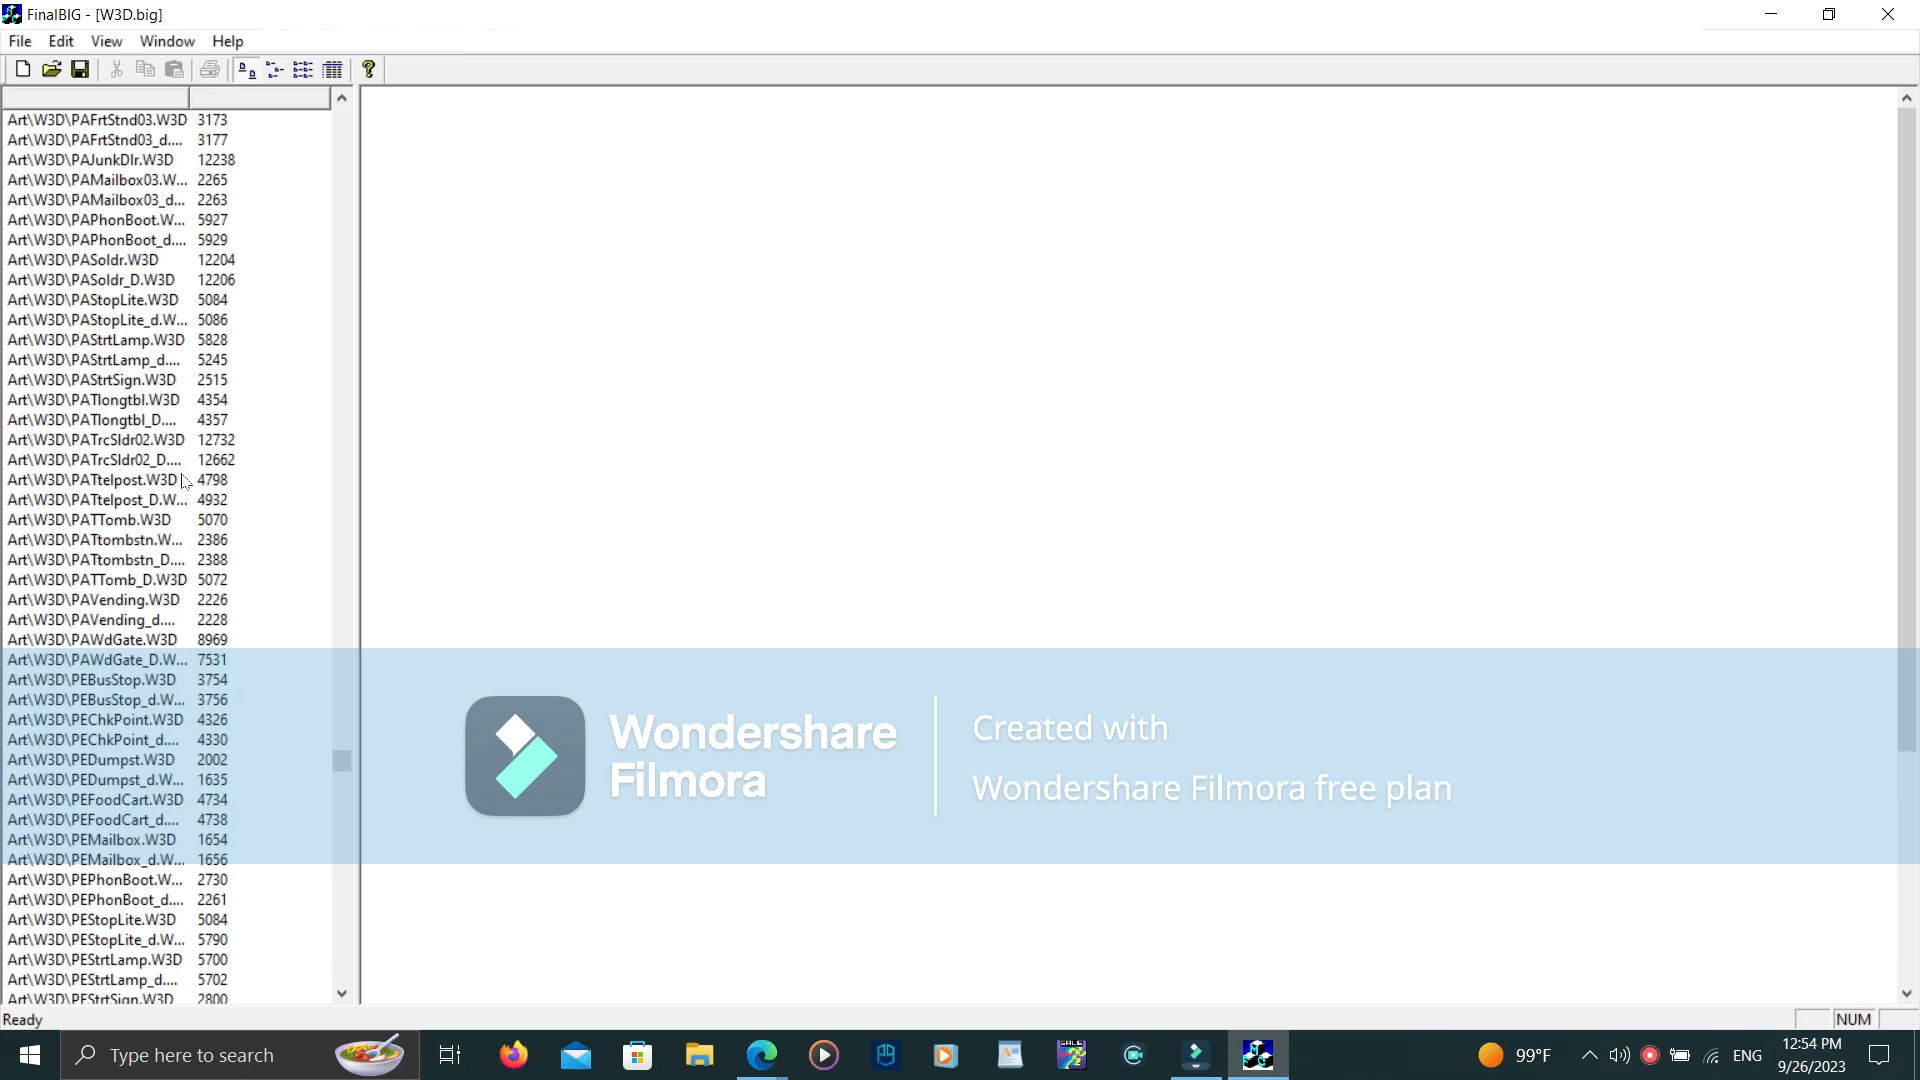 FinalBIG - [W3D.big]
File Edit View Window Help
Art\W3D\PAFrtStnd03.W3D 3173
Art\W3D\PAFrtStnd03_d.... 3177
Art\W3D\PAJunkDlr.W3D 12238
Art\W3D\PAMailbox03.W... 2265
Art\W3D\PAMailbox03_d... 2263
Art\W3D\PAPhonBoot.W... 5927
Art\W3D\PAPhonBoot_d.... 5929
Art\W3D\PASoldr.W3D 12204
Art\W3D\PASoldr_D.W3D 12206
Art\W3D\PAStopLite.W3D 5084
Art\W3D\PAStopLite_d.W... 5086
Art\W3D\PAStrtLamp.W3D 5828
Art\W3D\PAStrtLamp_d.... 5245
Art\W3D\PAStrtSign.W3D 2515
Art\W3D\PATlongtbl.W3D 4354
Art\W3D\PATlongtbl_D.... 4357
Art\W3D\PATrcSldr02.W3D 12732
Art\W3D\PATrcSldr02_D.... 12662
Art\W3D\PATtelpost.W3D 4798
Art\W3D\PATtelpost_D.W... 4932
Art\W3D\PATTomb.W3D 5070
Art\W3D\PATtombstn.W... 2386
Art\W3D\PATtombstn_D.... 2388
Art\W3D\PATTomb_D.W3D 5072
Art\W3D\PAVending.W3D 2226
Art\W3D\PAVending_d.... 2228
Art\W3D\PAWdGate.W3D 8969
Art\W3D\PAWdGate_D.W... 7531
Art\W3D\PEBusStop.W3D 3754
Art\W3D\PEBusStop_d.W... 3756
Art\W3D\PEChkPoint.W3D 4326
Art\W3D\PEChkPoint_d.... 4330
Art\W3D\PEDumpst.W3D 2002
Art\W3D\PEDumpst_d.W... 1635
Art\W3D\PEFoodCart.W3D 4734
Art\W3D\PEFoodCart_d.... 4738
Art\W3D\PEMailbox.W3D 1654
Art\W3D\PEMailbox_d.W... 1656
Art\W3D\PEPhonBoot.W... 2730
Art\W3D\PEPhonBoot_d.... 2261
Art\W3D\PEStopLite.W3D 5084
Art\W3D\PEStopLite_d.W... 5790
Art\W3D\PEStrtLamp.W3D 5700
Art\W3D\PEStrtLamp_d.... 5702
Art\W3D\PEStrtSign.W3D 2800
Wondershare
Filmora
Created with
Wondershare Filmora free plan
Ready
NUM
Type here to search
99°F
ENG
12:54 PM
9/26/2023